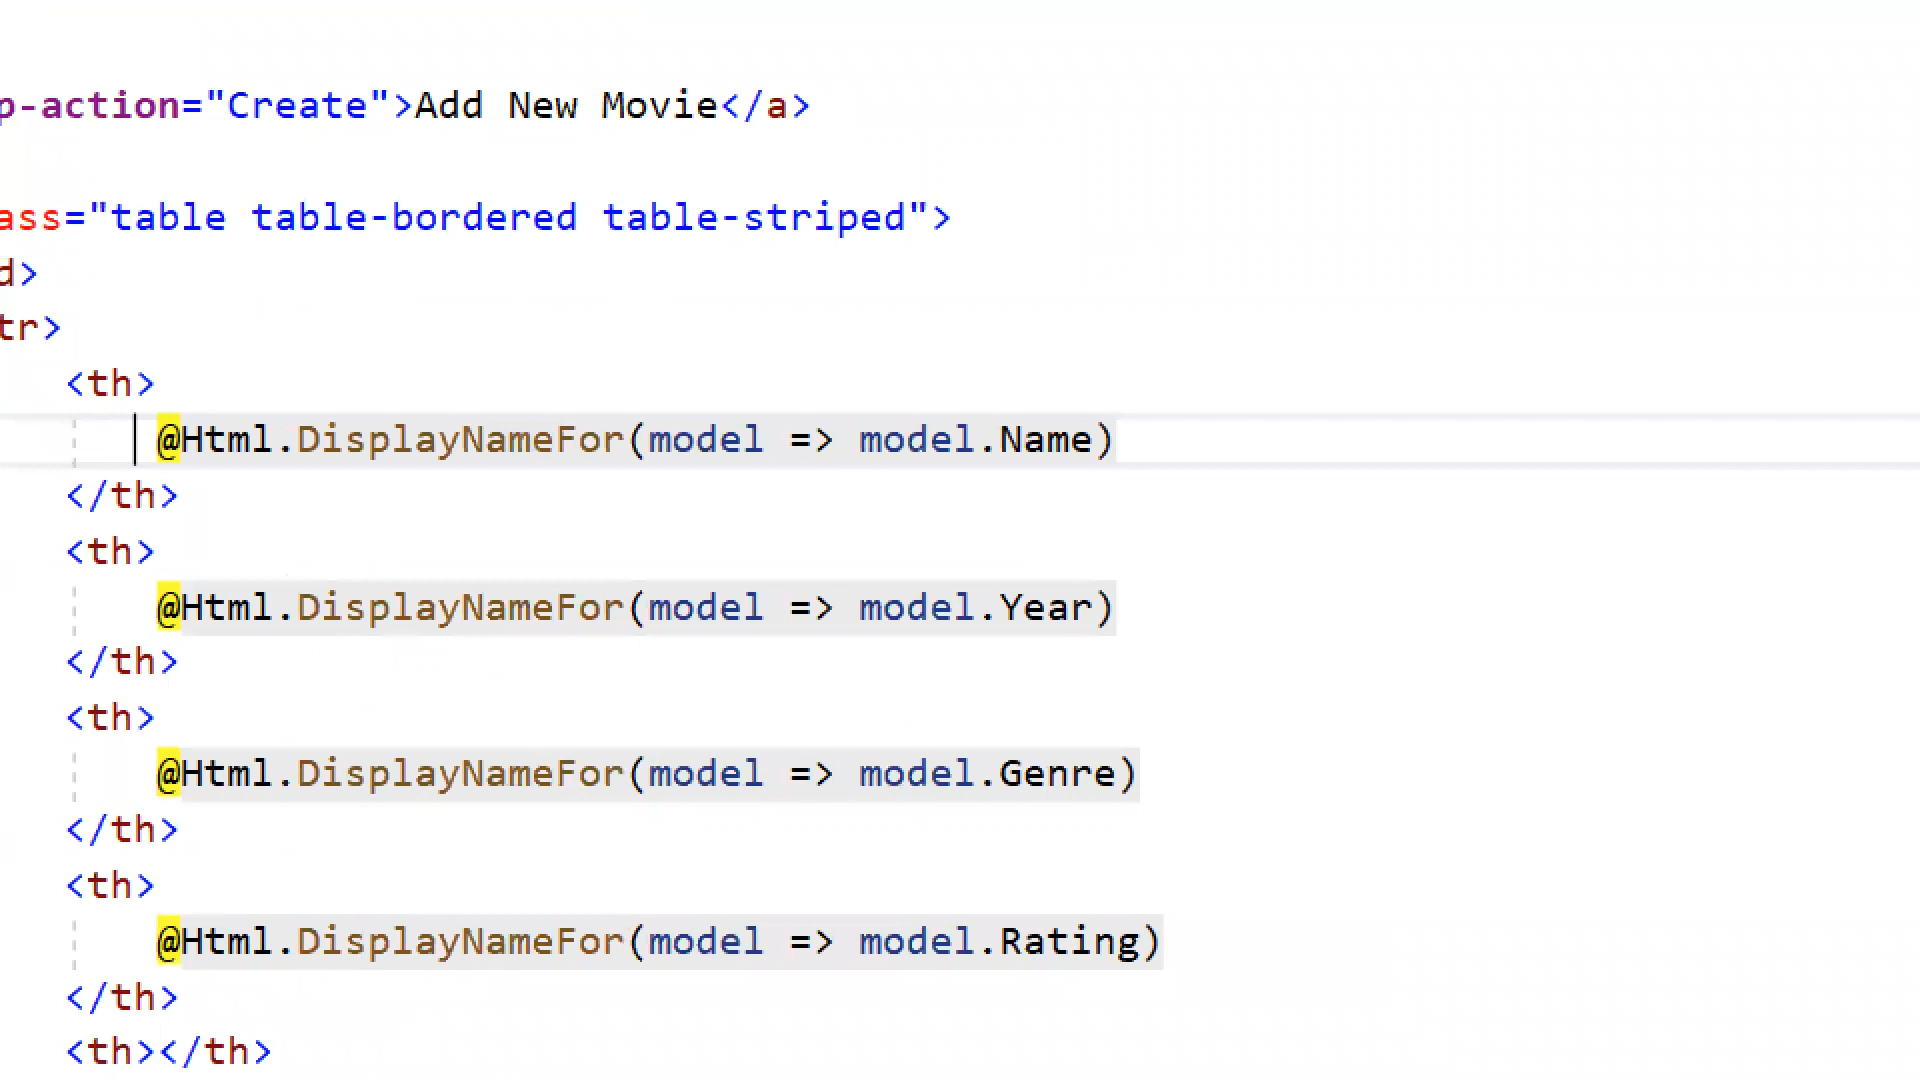 p-action="Create">Add New Movie</a>
ass="table table-bordered table-striped">
d>
tr>
<th>
@Html.DisplayNameFor(model => model.Name)
</th>
<th>
@Html.DisplayNameFor(model => model.Year)
</th>
<th>
@Html.DisplayNameFor(model => model.Genre)
</th>
<th>
@Html.DisplayNameFor(model => model.Rating)
</th>
<th></th>